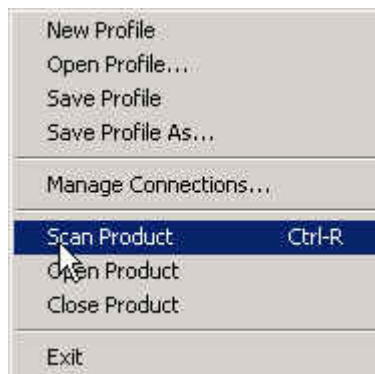 New Profile
Open Profile...
Save Profile
Save Profile As...
Manage Connections...
Scan Product Ctrl-R
Open Product
Close Product
Exit